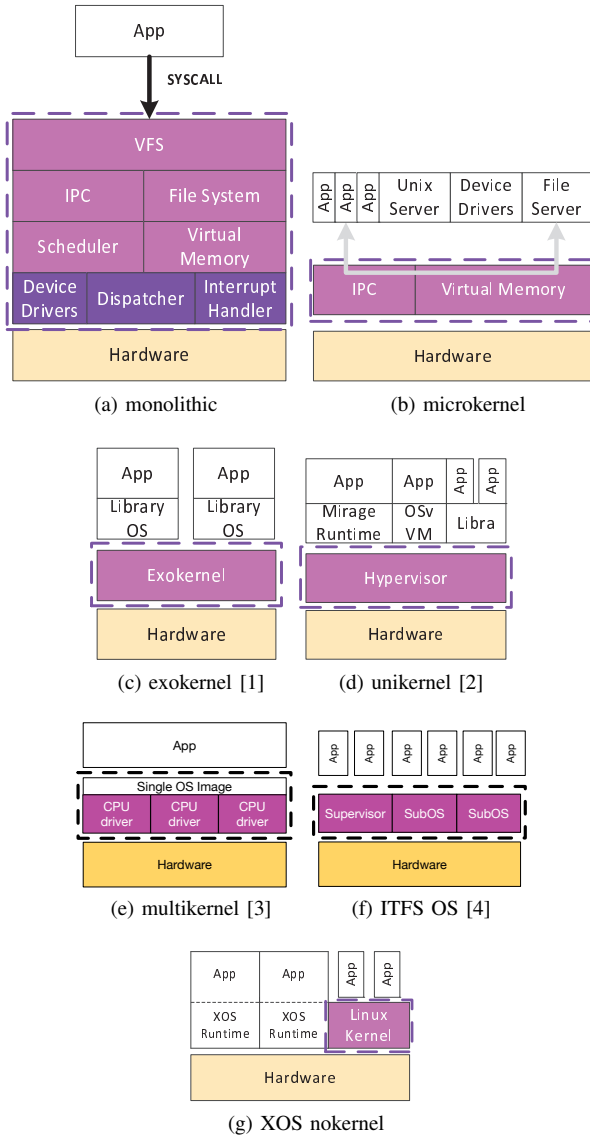 App
SYSCALL
VFS
IPC
File System
Scheduler
Virtual
Memory
Device
Drivers
Dispatcher
Interrupt
Handler
Hardware
(a) monolithic
App
App
App
Unix
Server
Device
Drivers
File
Server
IPC
Virtual Memory
Hardware
(b) microkernel
App
App
Library
OS
Library
OS
Exokernel
Hardware
(c) exokernel [1]
App
App
App
App
Mirage
Runtime
OSv
VM
Libra
Hypervisor
Hardware
(d) unikernel [2]
App
Single OS Image
CPU
driver
CPU
driver
CPU
driver
Hardware
(e) multikernel [3]
App
App
App
App
App
App
Supervisor
SubOS
SubOS
Hardware
(f) ITFS OS [4]
App
App
App
App
XOS
Runtime
XOS
Runtime
Linux
Kernel
Hardware
(g) XOS nokernel